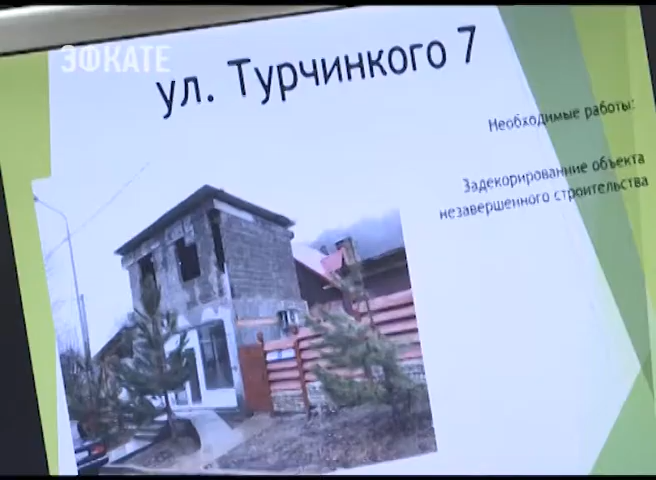 ЭФКАТЕ
ул. Турчинкого 7
Необходимые работы:
Задекорирование объекта
незавершенного строительства